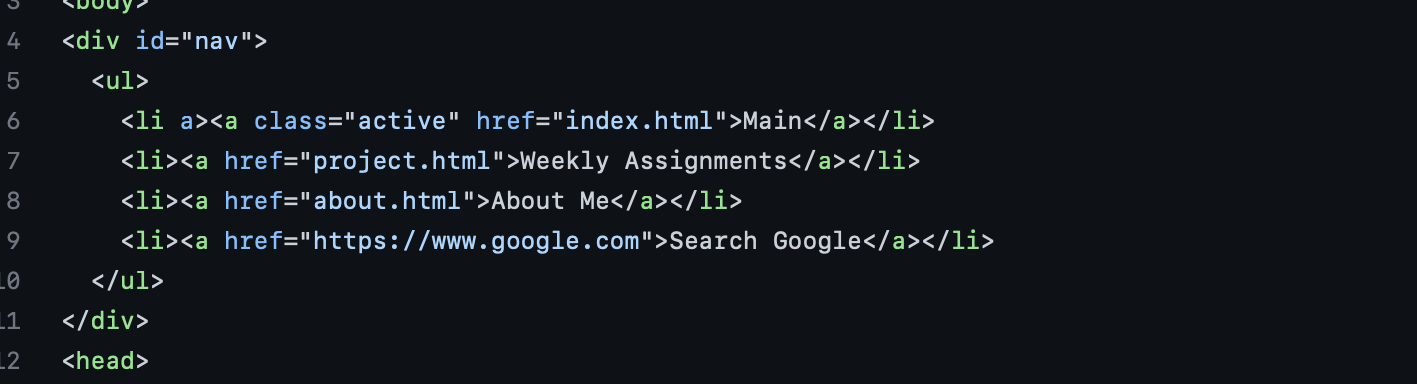 3 <body>
4 <div id="nav">
5 <ul>
6 <li a><a class="active" href="index.html">Main</a></li>
7 <li><a href="project.html">Weekly Assignments</a></li>
8 <li><a href="about.html">About Me</a></li>
9 <li><a href="https://www.google.com">Search Google</a></li>
10 </ul>
11 </div>
12 <head>